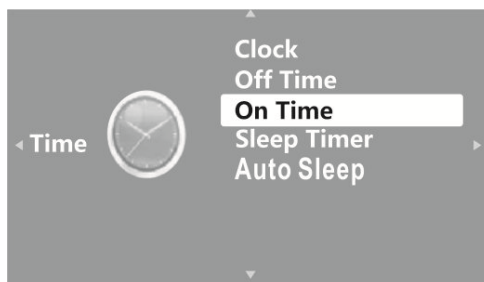 Clock
Off Time
On Time
Time
Sleep Timer
Auto Sleep